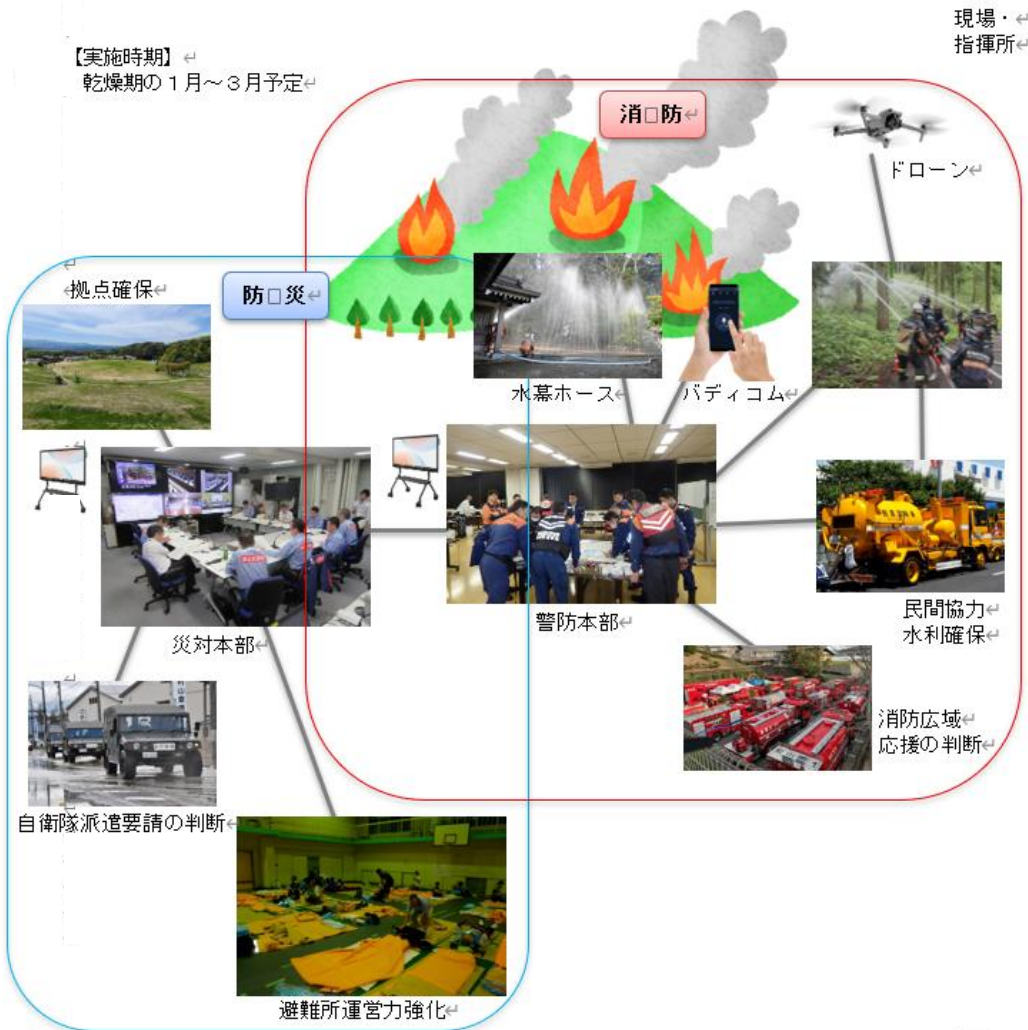 【実施時期】
乾燥期の１月～３月予定
現場・
指揮所
消□防
ドローン
防□災
拠点確保
水幕ホース
バディコム
災対本部
警防本部
民間協力
水利確保
消防広域
応援の判断
自衛隊派遣要請の判断
避難所運営力強化